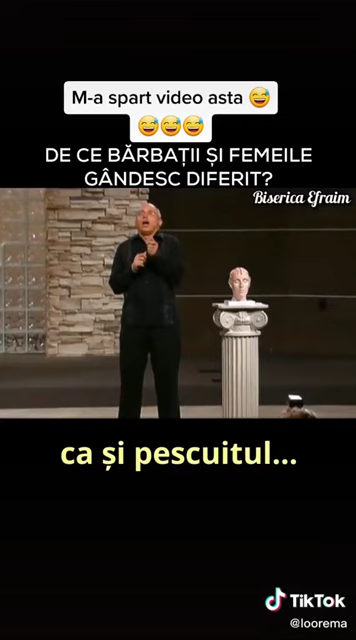 M-a spart video asta 😅
😅😅😅
DE CE BĂRBAȚII ȘI FEMEILE
GÂNDESC DIFERIT?
Biserica Efraim
ca și pescuitul...
TikTok
@loorema